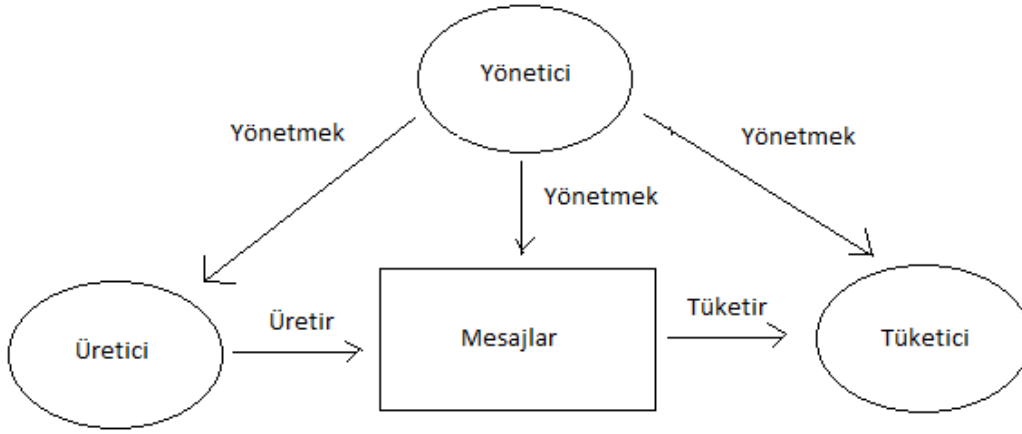 Yönetici
Yönetmek
Yönetmek
Yönetmek
Üretir
Tüketir
Üretici
Mesajlar
Tüketici